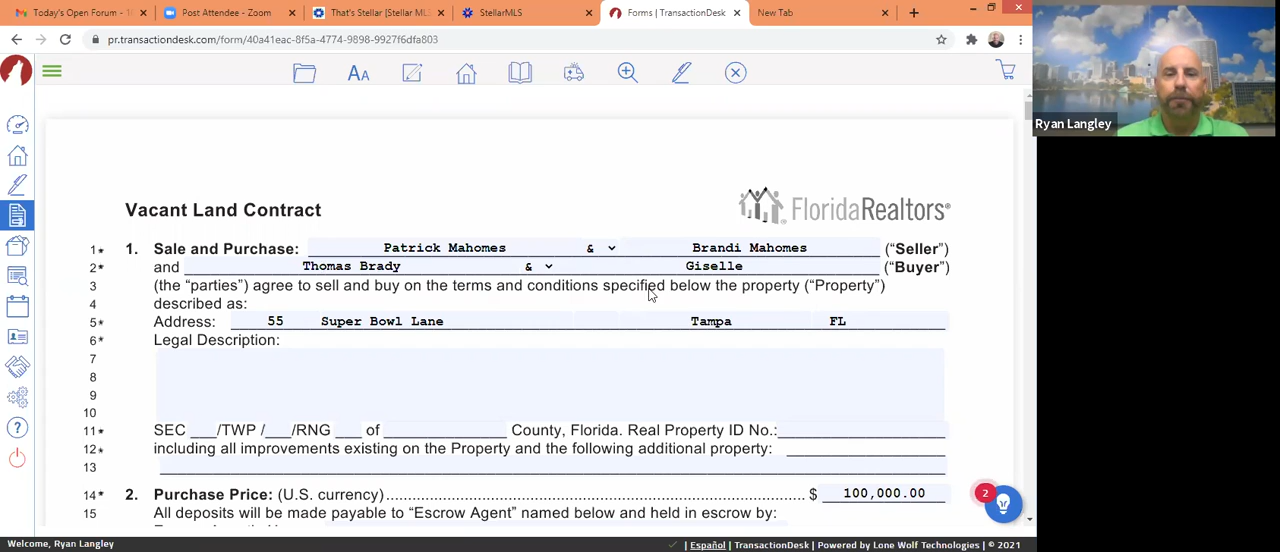 Today's Open Forum - 1
Post Attendee - Zoom
That's Stellar [Stellar ML
StellarMLS
Forms | TransactionDesk
New Tab
pr.transactiondesk.com/form/40a41eac-8f5a-4774-9898-9927f6dfa803
AA
Ryan Langley
Vacant Land Contract
FloridaRealtors®
1* 1. Sale and Purchase: Patrick Mahomes & Brandi Mahomes (“Seller”)
2* and Thomas Brady & Giselle (“Buyer”)
3 (the “parties”) agree to sell and buy on the terms and conditions specified below the property (“Property”)
4 described as:
5* Address: 55 Super Bowl Lane Tampa FL
6* Legal Description:
7
8
9
10
11* SEC ___/TWP /___/RNG ___ of ____________ County, Florida. Real Property ID No.:________________
12* including all improvements existing on the Property and the following additional property: ________________
13
14* 2. Purchase Price: (U.S. currency)................................................................................ $ 100,000.00
15 All deposits will be made payable to “Escrow Agent” named below and held in escrow by:
2
Welcome, Ryan Langley
| Español | TransactionDesk | Powered by Lone Wolf Technologies | © 2021